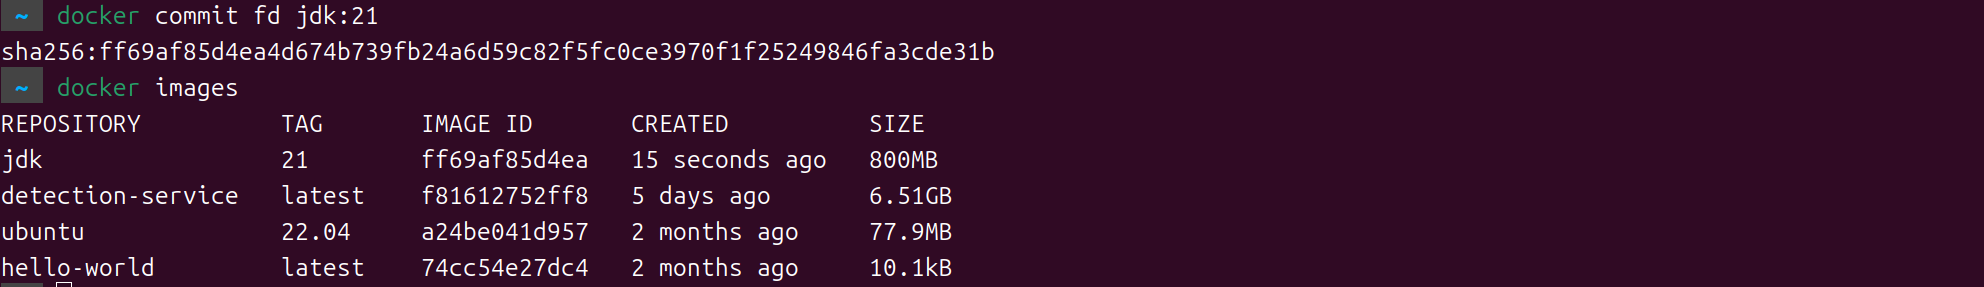 ~ docker commit fd jdk:21
sha256:ff69af85d4ea4d674b739fb24a6d59c82f5fc0ce3970f1f25249846fa3cde31b
~ docker images
REPOSITORY TAG IMAGE ID CREATED SIZE
jdk 21 ff69af85d4ea 15 seconds ago 800MB
detection-service latest f81612752ff8 5 days ago 6.51GB
ubuntu 22.04 a24be041d957 2 months ago 77.9MB
hello-world latest 74cc54e27dc4 2 months ago 10.1kB